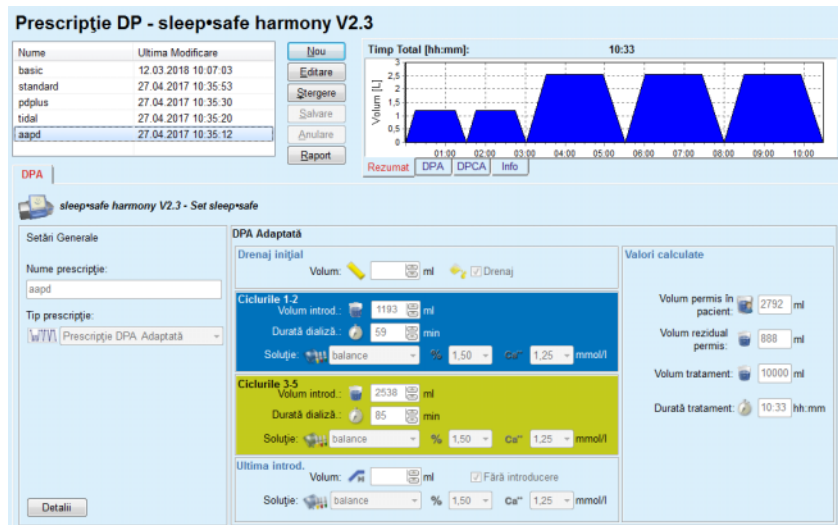 Prescripţie DP - sleep•safe harmony V2.3
Nume Ultima Modificare
basic 12.03.2018 10:07:03
standard 27.04.2017 10:35:53
pdplus 27.04.2017 10:35:30
tidal 27.04.2017 10:35:20
aapd 27.04.2017 10:35:12
Nou
Editare
Ştergere
Salvare
Anulare
Raport
Timp Total [hh:mm]: 10:33
Volum [L]
3
2,5
2
1,5
1
0,5
0
01:00 02:00 03:00 04:00 05:00 06:00 07:00 08:00 09:00 10:00
Rezumat DPA DPCA Info
DPA
sleep•safe harmony V2.3 - Set sleep•safe
Setări Generale
Nume prescripţie:
aapd
Tip prescripţie:
Prescripţie DPA Adaptată
Detalii
DPA Adaptată
Drenaj iniţial
Volum: ml Drenaj
Ciclurile 1-2
Volum introd.: 1193 ml
Durată dializă.: 59 min
Soluţie: balance % 1,50 Ca⁺⁺ 1,25 mmol/l
Ciclurile 3-5
Volum introd.: 2538 ml
Durată dializă.: 85 min
Soluţie: balance % 1,50 Ca⁺⁺ 1,25 mmol/l
Ultima introd.
Volum: ml Fără introducere
Soluţie: balance % 1,50 Ca⁺⁺ 1,25 mmol/l
Valori calculate
Volum permis în
pacient: 2792 ml
Volum rezidual
permis: 888 ml
Volum tratament: 10000 ml
Durată tratament: 10:33 hh:mm